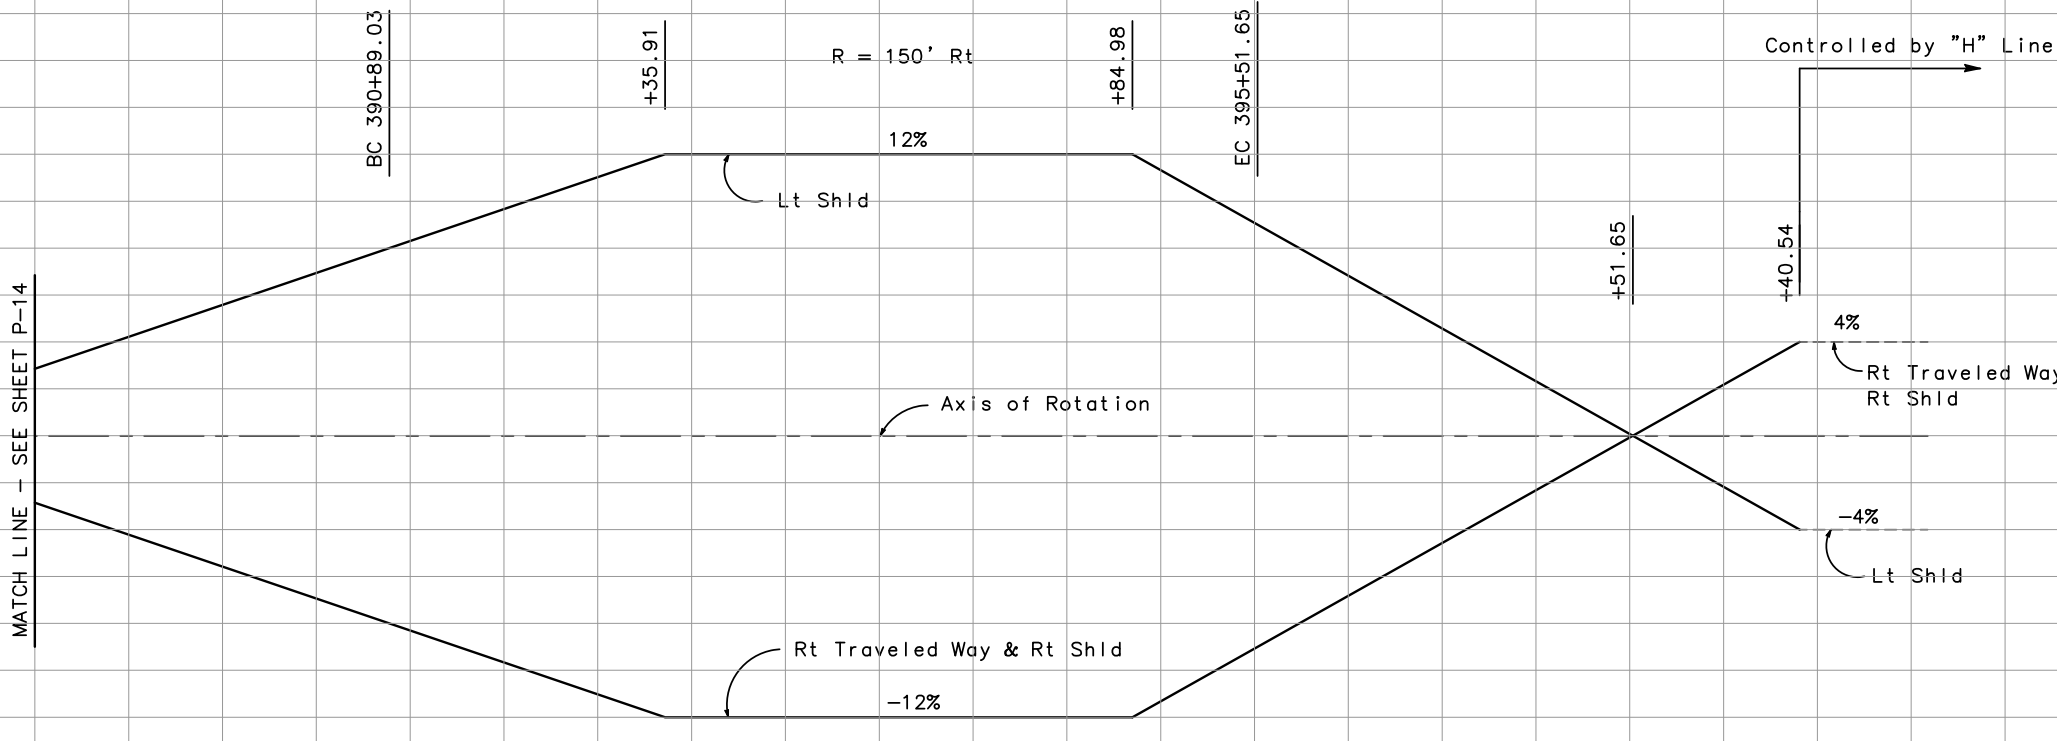 BC 390+89.03
+35.91
R = 150' Rt
+84.98
EC 395+51.65
Controlled by "H" Line
12%
Lt Shld
+51.65
+40.54
4%
Rt Traveled Way
Rt Shld
Axis of Rotation
MATCH LINE - SEE SHEET P-14
-4%
Lt Shld
Rt Traveled Way & Rt Shld
-12%